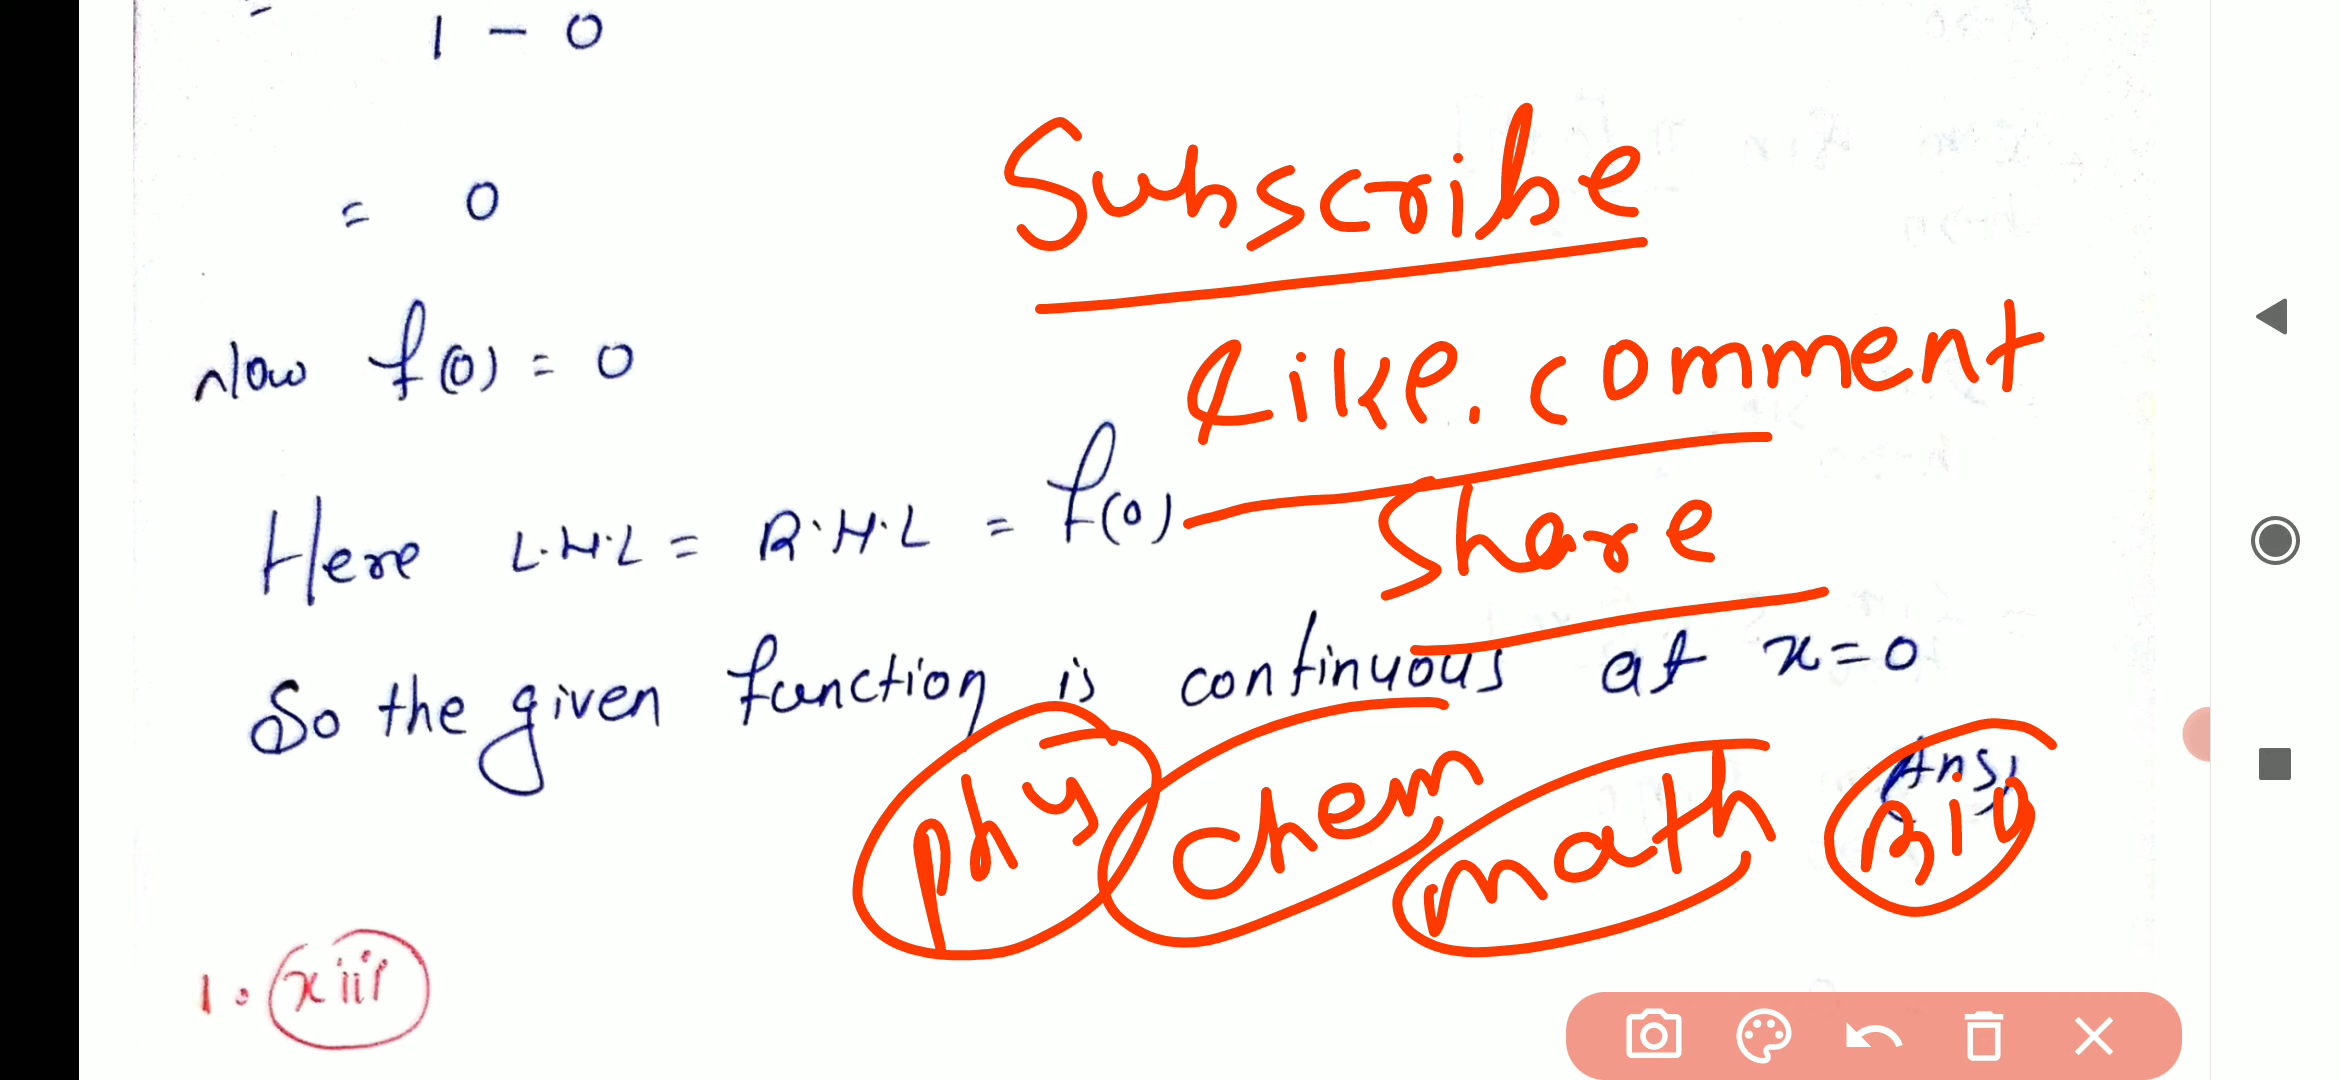 =
1 - 0
= 0
Subscribe
Now f(0) = 0
Like, comment
Here L.H.L = R.H.L = f(0)
Share
So the given function is continuous at x=0
Ans
phy chem math Bio
1. xiii